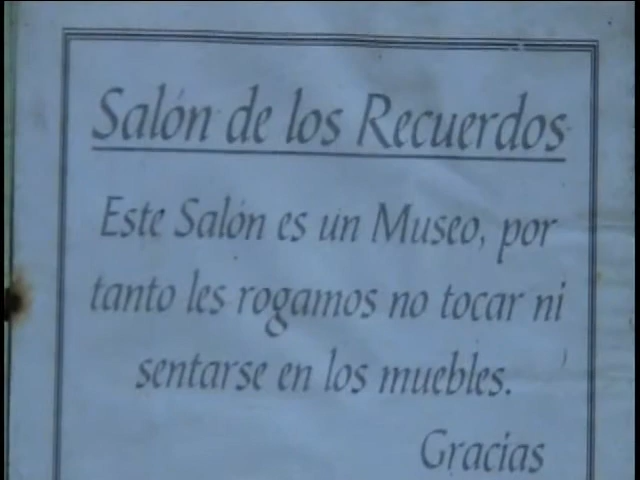 Salón de los Recuerdos
Este Salón es un Museo, por
tanto les rogamos no tocar ni
sentarse en los muebles.
Gracias